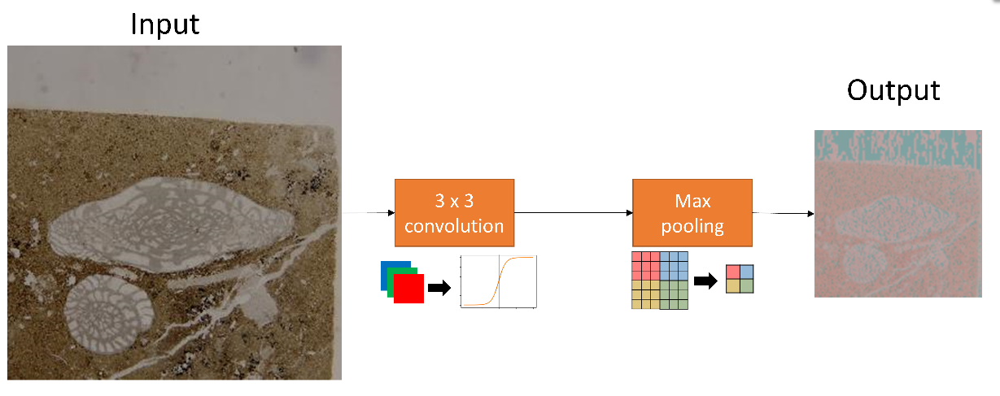 Input
Output
3 x 3
convolution
Max
pooling